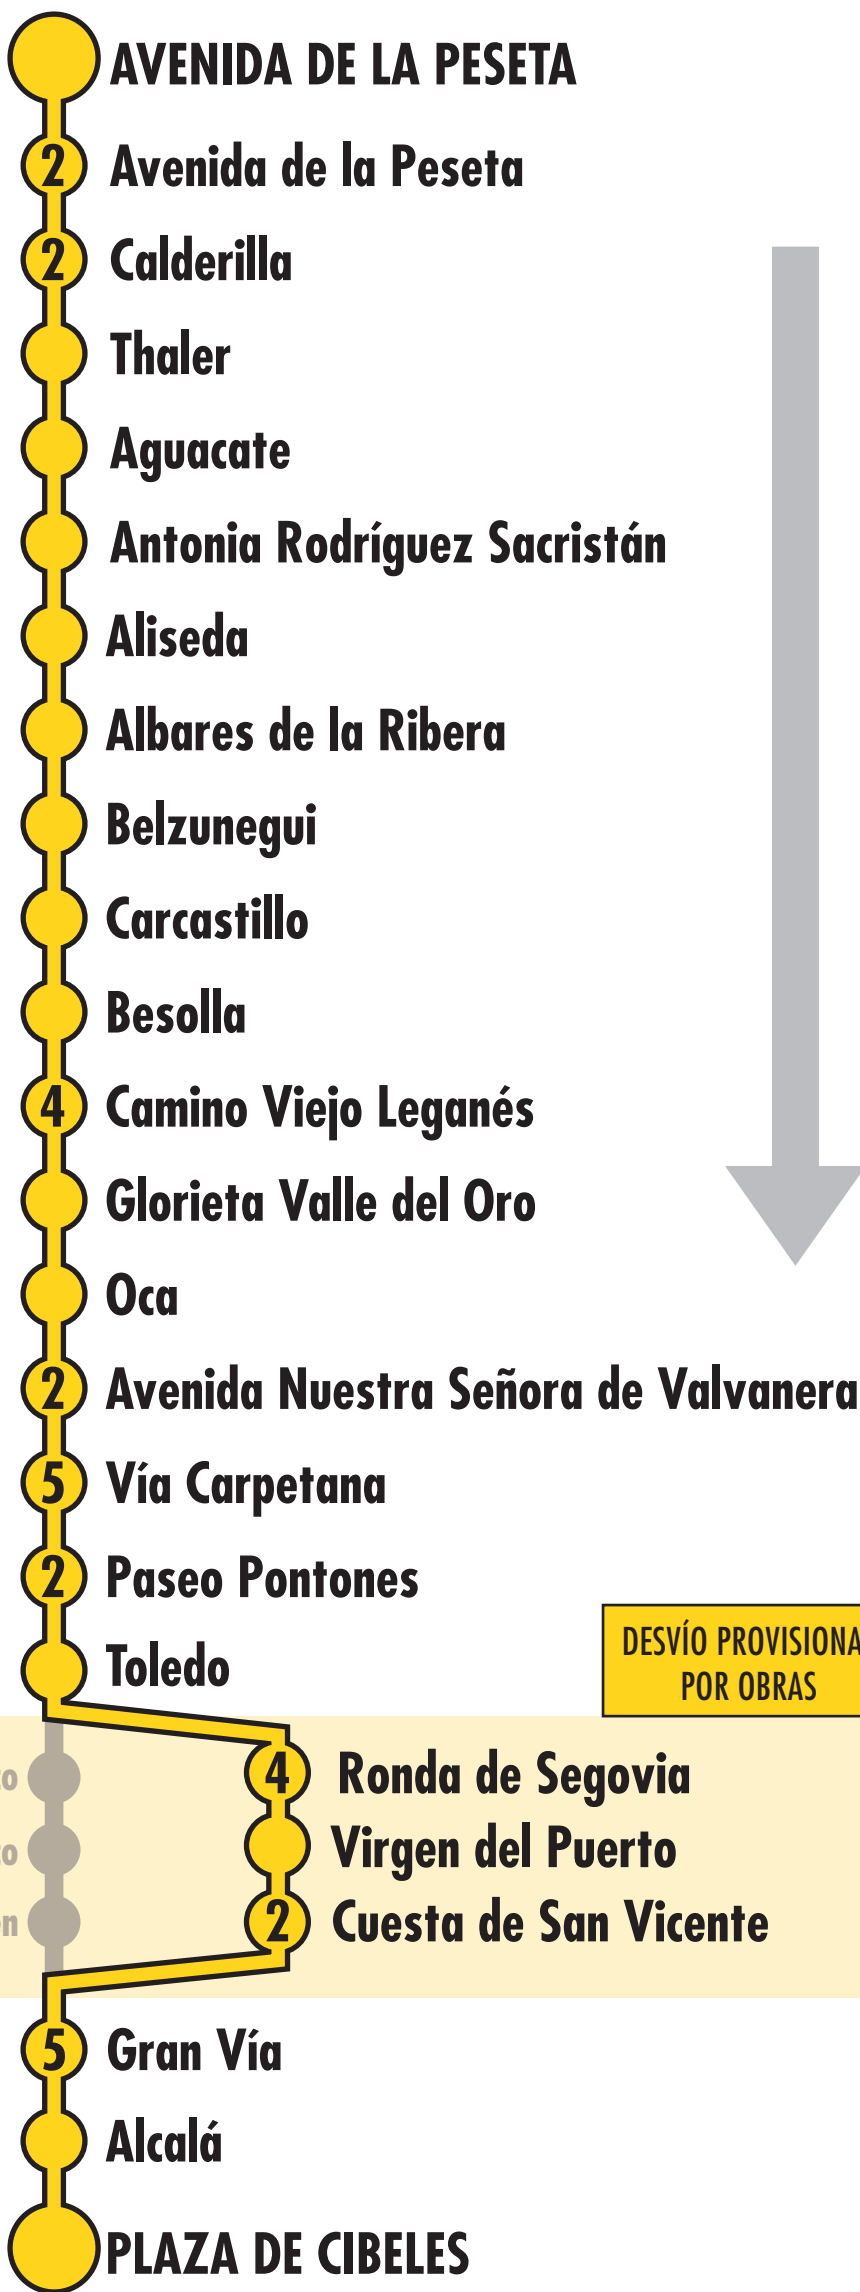 AVENIDA DE LA PESETA
2 Avenida de la Peseta
2 Calderilla
Thaler
Aguacate
Antonia Rodríguez Sacristán
Aliseda
Albares de la Ribera
Belzunegui
Carcastillo
Besolla
4 Camino Viejo Leganés
Glorieta Valle del Oro
Oca
2 Avenida Nuestra Señora de Valvanera
5 Vía Carpetana
2 Paseo Pontones
DESVÍO PROVISIONA
POR OBRAS
Toledo
4 Ronda de Segovia
Virgen del Puerto
2 Cuesta de San Vicente
5 Gran Vía
Alcalá
PLAZA DE CIBELES